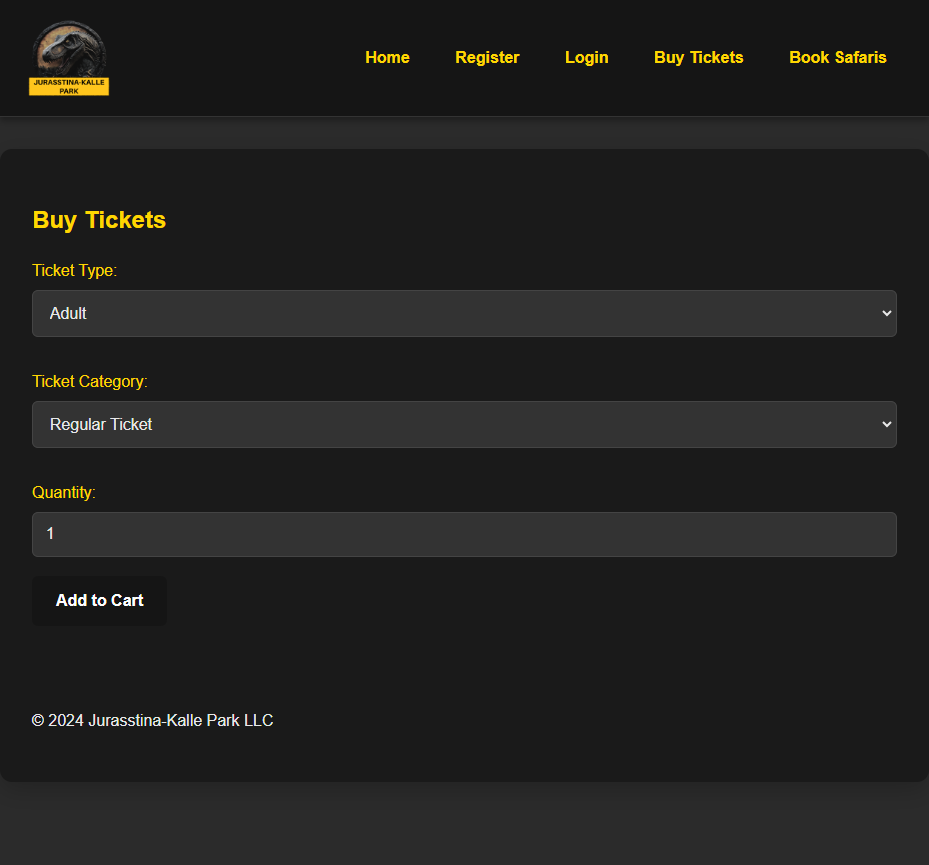 JURASSTINA-KALLE
PARK
Home Register Login Buy Tickets Book Safaris
Buy Tickets
Ticket Type:
Adult
Ticket Category:
Regular Ticket
Quantity:
1
Add to Cart
© 2024 Jurasstina-Kalle Park LLC